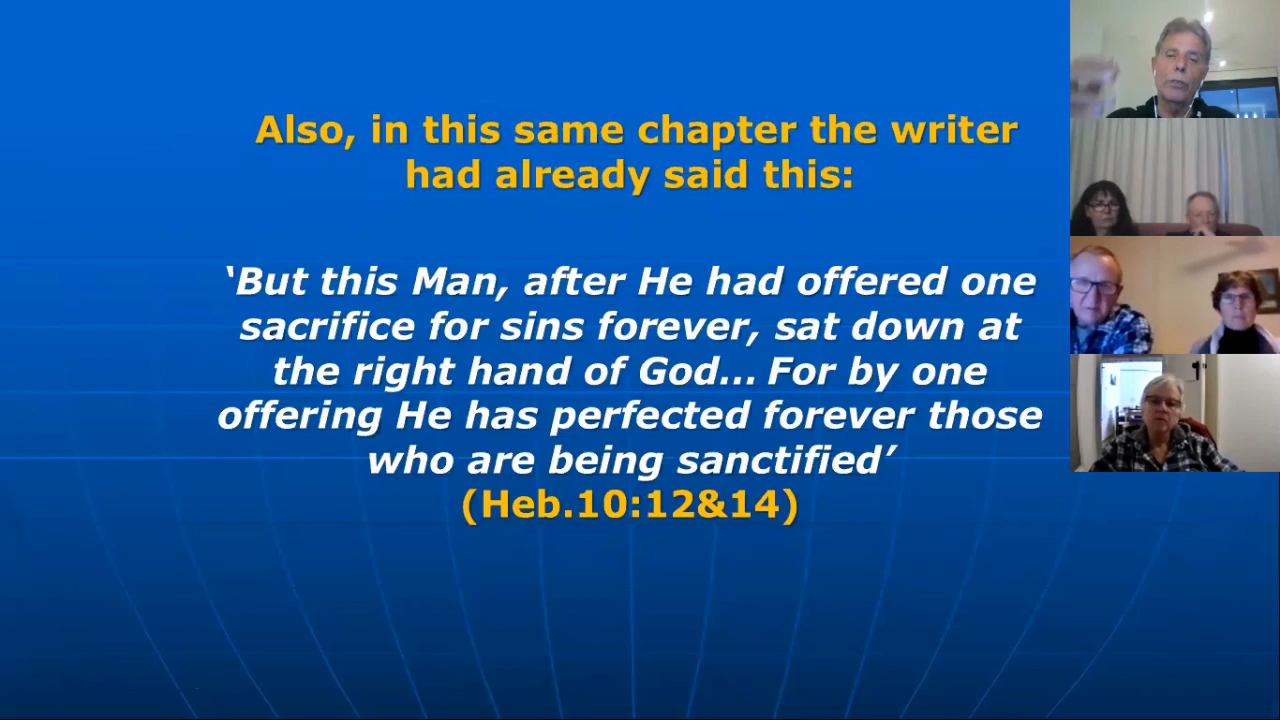 Also, in this same chapter the writer
had already said this:
‘But this Man, after He had offered one
sacrifice for sins forever, sat down at
the right hand of God… For by one
offering He has perfected forever those
who are being sanctified’
(Heb.10:12&14)